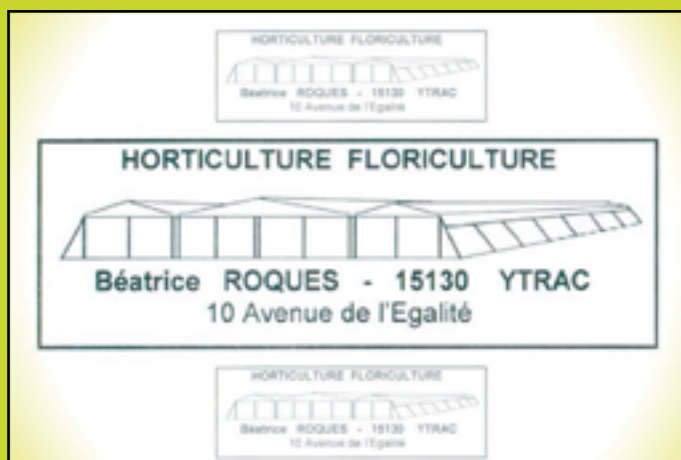 HORTICULTURE FLORICULTURE
Béatrice ROQUES - 15130 YTRAC
10 Avenue de l'Egalité
HORTICULTURE FLORICULTURE
Béatrice ROQUES - 15130 YTRAC
10 Avenue de l'Egalité
HORTICULTURE FLORICULTURE
Béatrice ROQUES - 15130 YTRAC
10 Avenue de l'Egalité